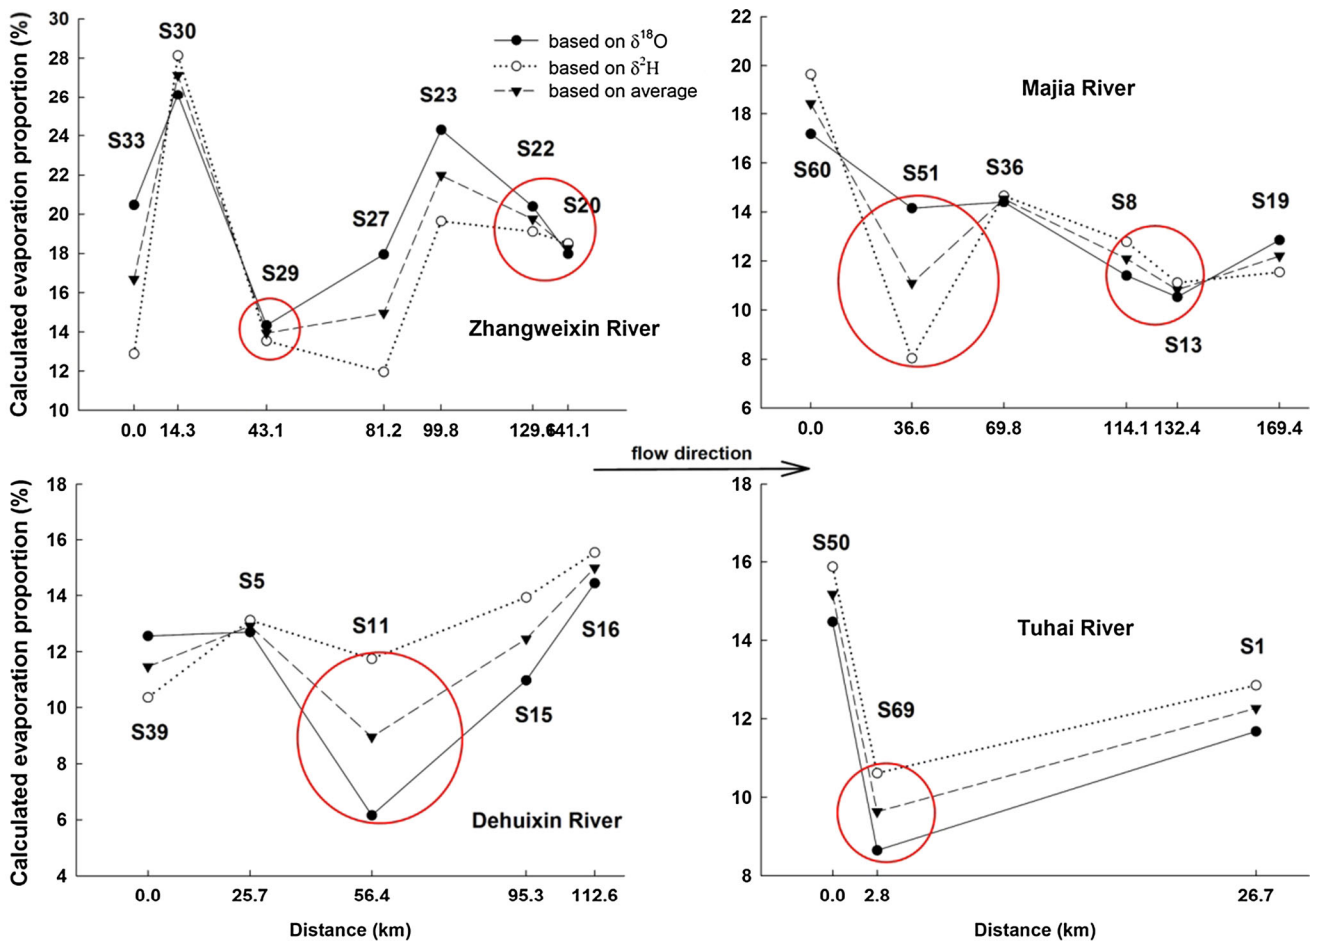 Calculated evaporation proportion (%)
30
28
26
24
22
20
18
16
14
12
10
S33
S30
S29
S27
S23
S22
S20
based on δ¹⁸O
based on δ²H
based on average
Zhangweixin River
0.0 14.3 43.1 81.2 99.8 129.6 141.1
22
20
18
16
14
12
10
8
6
Majia River
S60
S51
S36
S8
S13
S19
0.0 36.6 69.8 114.1 132.4 169.4
flow direction
Calculated evaporation proportion (%)
18
16
14
12
10
8
6
4
S39
S5
S11
S15
S16
Dehuixin River
0.0 25.7 56.4 95.3 112.6
Distance (km)
18
16
14
12
10
8
S50
S69
S1
Tuhai River
0.0 2.8 26.7
Distance (km)